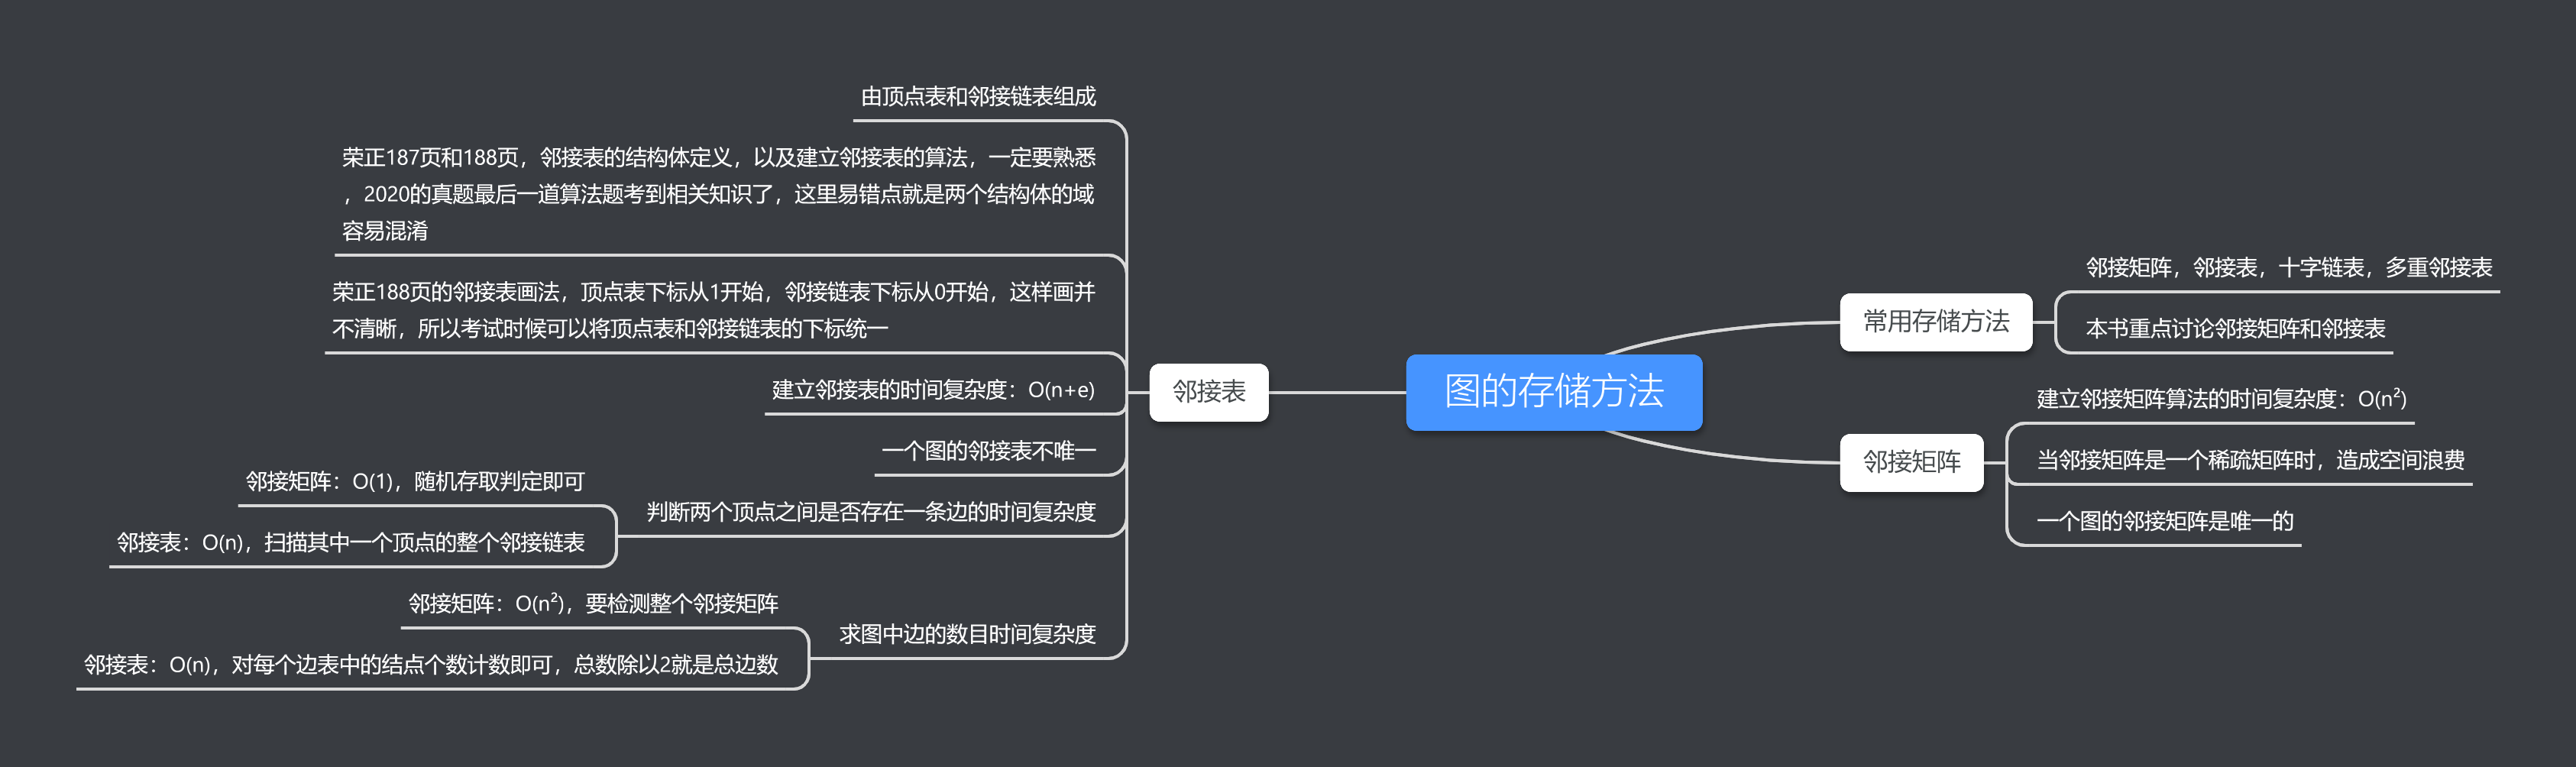 图的存储方法
常用存储方法
邻接矩阵，邻接表，十字链表，多重邻接表
本书重点讨论邻接矩阵和邻接表
邻接矩阵
建立邻接矩阵算法的时间复杂度：O(n²)
当邻接矩阵是一个稀疏矩阵时，造成空间浪费
一个图的邻接矩阵是唯一的
邻接表
由顶点表和邻接链表组成
荣正187页和188页，邻接表的结构体定义，以及建立邻接表的算法，一定要熟悉
，2020的真题最后一道算法题考到相关知识了，这里易错点就是两个结构体的域
容易混淆
荣正188页的邻接表画法，顶点表下标从1开始，邻接链表下标从0开始，这样画并
不清晰，所以考试时候可以将顶点表和邻接链表的下标统一
建立邻接表的时间复杂度：O(n+e)
一个图的邻接表不唯一
判断两个顶点之间是否存在一条边的时间复杂度
邻接矩阵：O(1)，随机存取判定即可
邻接表：O(n)，扫描其中一个顶点的整个邻接链表
求图中边的数目时间复杂度
邻接矩阵：O(n²)，要检测整个邻接矩阵
邻接表：O(n)，对每个边表中的结点个数计数即可，总数除以2就是总边数